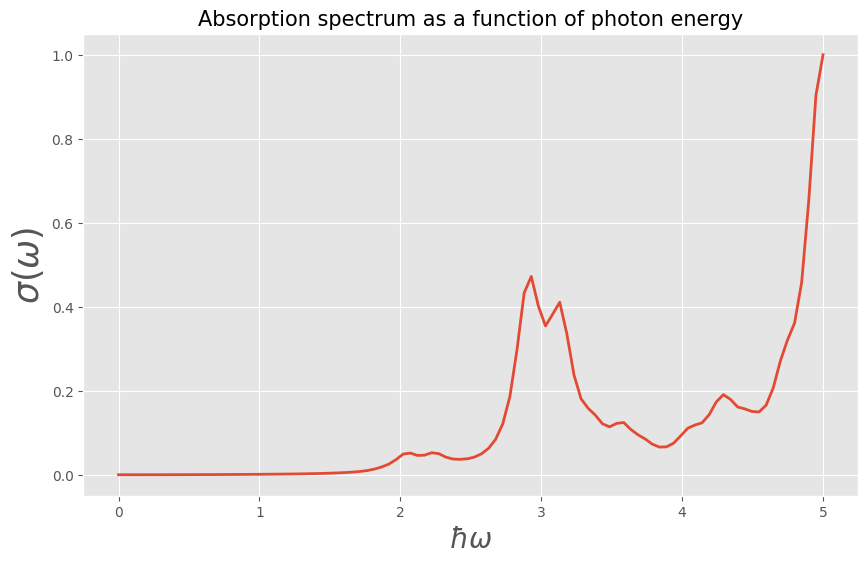 Absorption spectrum as a function of photon energy
1.0
0.8
0.6
0.4
0.2
0.0
σ(ω)
0 1 2 3 4 5
ℏω